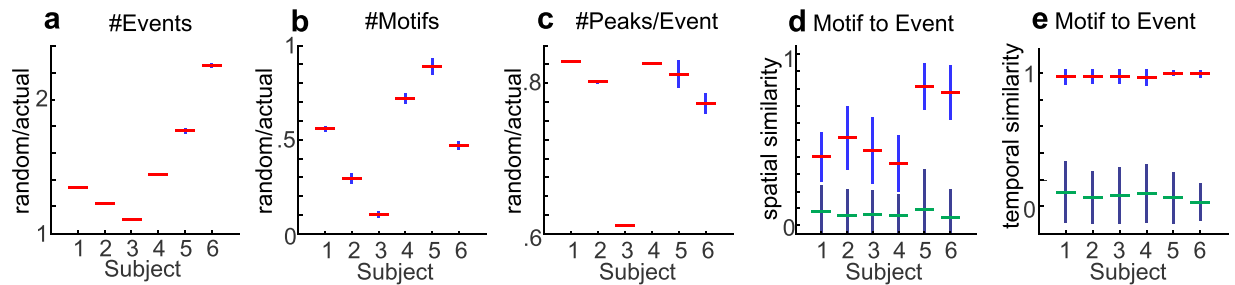 a #Events
random/actual
2
1
1 2 3 4 5 6
Subject
b #Motifs
random/actual
1
.5
0
1 2 3 4 5 6
Subject
c #Peaks/Event
random/actual
.8
.6
1 2 3 4 5 6
Subject
d Motif to Event
spatial similarity
1
0
1 2 3 4 5 6
Subject
e Motif to Event
temporal similarity
1
0
1 2 3 4 5 6
Subject